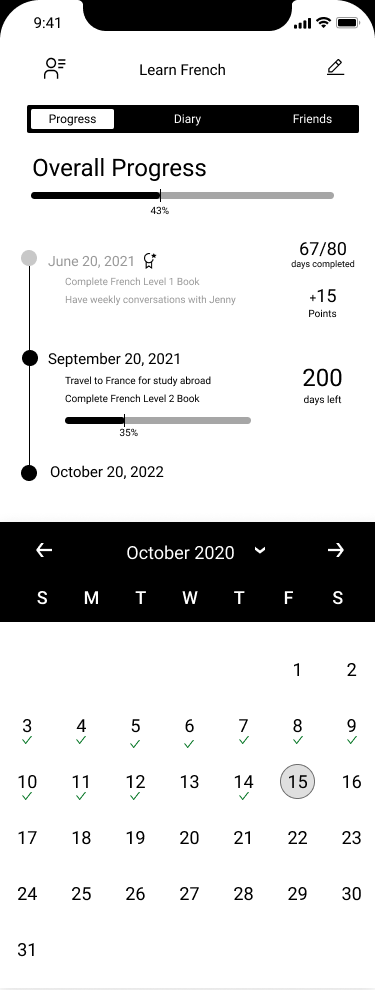 9:41
Learn French
Progress Diary Friends
Overall Progress
43%
June 20, 2021
67/80
days completed
Complete French Level 1 Book
Have weekly conversations with Jenny
+15
Points
September 20, 2021
Travel to France for study abroad
Complete French Level 2 Book
200
days left
35%
October 20, 2022
October 2020
S M T W T F S
1 2
3 4 5 6 7 8 9
10 11 12 13 14 15 16
17 18 19 20 21 22 23
24 25 26 27 28 29 30
31